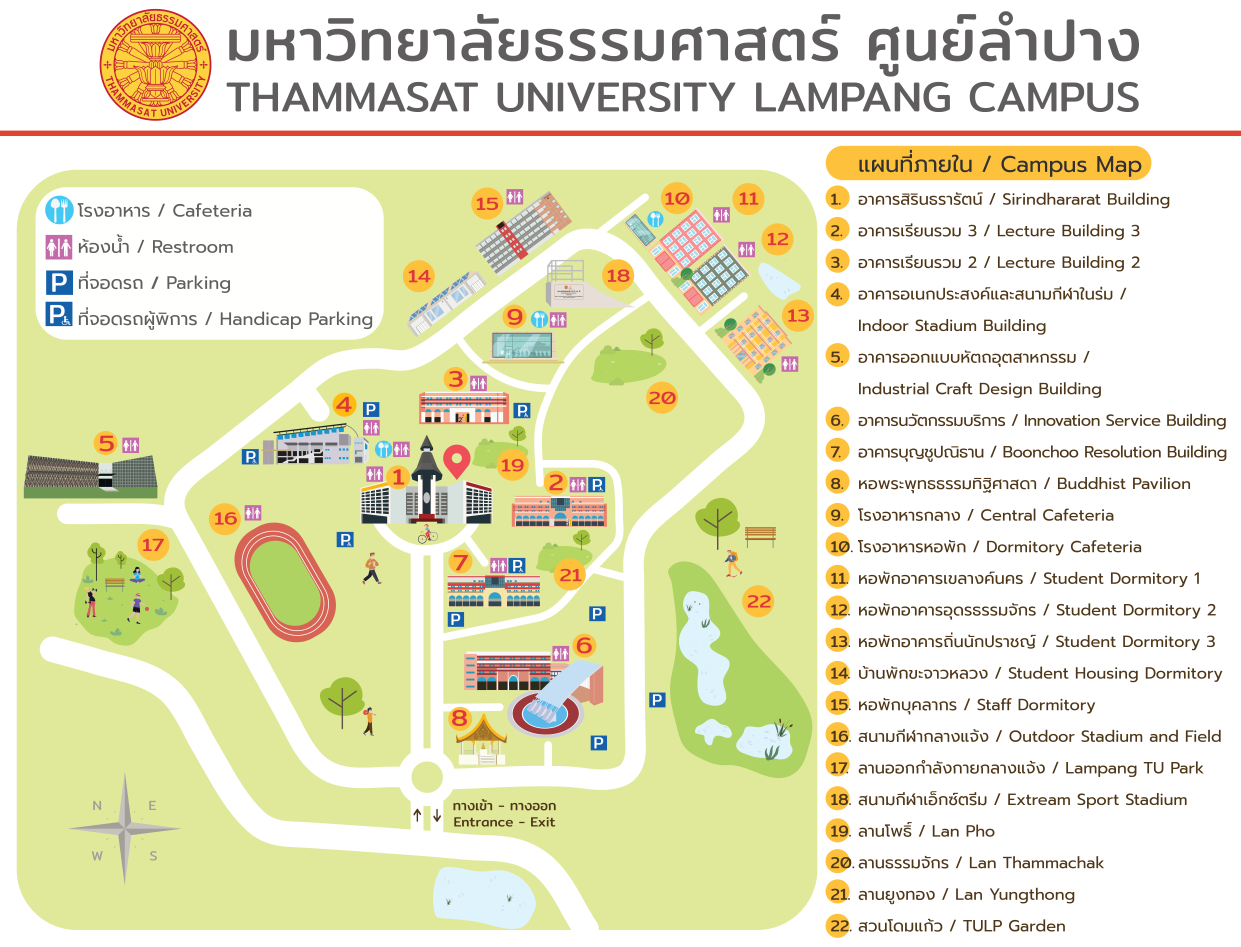 มหาวิทยาลัยธรรมศาสตร์
THAMMASAT UNIVERSITY
มหาวิทยาลัยธรรมศาสตร์ ศูนย์ลำปาง
THAMMASAT UNIVERSITY LAMPANG CAMPUS
โรงอาหาร / Cafeteria
ห้องน้ำ / Restroom
P ที่จอดรถ / Parking
P ที่จอดรถผู้พิการ / Handicap Parking
15
10
11
12
14
18
9
13
3
20
4
P
P
5
P
19
1
2
P
16
17
P
7
P
21
22
P
P
6
P
8
P
ทางเข้า - ทางออก
Entrance - Exit
N
E
W
S
แผนที่ภายใน / Campus Map
1. อาคารสิรินธรารัตน์ / Sirindhararat Building
2. อาคารเรียนรวม 3 / Lecture Building 3
3. อาคารเรียนรวม 2 / Lecture Building 2
4. อาคารอเนกประสงค์และสนามกีฬาในร่ม /
Indoor Stadium Building
5. อาคารออกแบบหัตถอุตสาหกรรม /
Industrial Craft Design Building
6. อาคารนวัตกรรมบริการ / Innovation Service Building
7. อาคารบุญชูปณิธาน / Boonchoo Resolution Building
8. หอพระพุทธธรรมทิฐิศาสดา / Buddhist Pavilion
9. โรงอาหารกลาง / Central Cafeteria
10. โรงอาหารหอพัก / Dormitory Cafeteria
11. หอพักอาคารเขลางค์นคร / Student Dormitory 1
12. หอพักอาคารอุดรธรรมจักร / Student Dormitory 2
13. หอพักอาคารถิ่นนักปราชญ์ / Student Dormitory 3
14. บ้านพักขะจาวหลวง / Student Housing Dormitory
15. หอพักบุคลากร / Staff Dormitory
16. สนามกีฬากลางแจ้ง / Outdoor Stadium and Field
17. ลานออกกำลังกายกลางแจ้ง / Lampang TU Park
18. สนามกีฬาเอ็กซ์ตรีม / Extream Sport Stadium
19. ลานโพธิ์ / Lan Pho
20. ลานธรรมจักร / Lan Thammachak
21. ลานยูงทอง / Lan Yungthong
22. สวนโดมแก้ว / TULP Garden